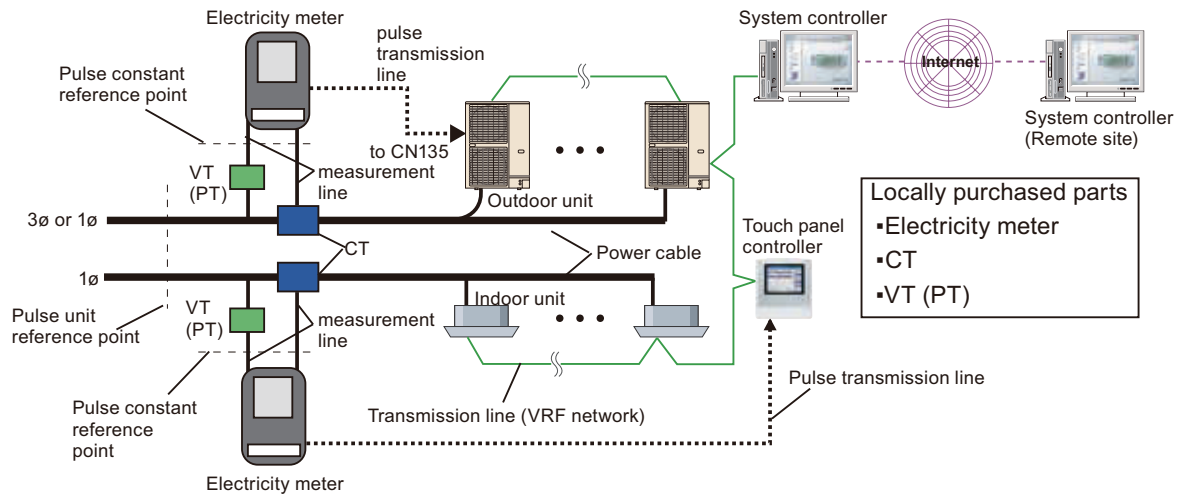 Electricity meter
pulse
transmission
line
System controller
Internet
System controller
(Remote site)
Pulse constant
reference point
to CN135
VT
(PT)
measurement
line
Outdoor unit
3ø or 1ø
CT
Power cable
1ø
Touch panel
controller
Locally purchased parts
▪Electricity meter
▪CT
▪VT (PT)
Indoor unit
VT
(PT)
measurement
line
Pulse unit
reference point
Pulse constant
reference
point
Transmission line (VRF network)
Pulse transmission line
Electricity meter